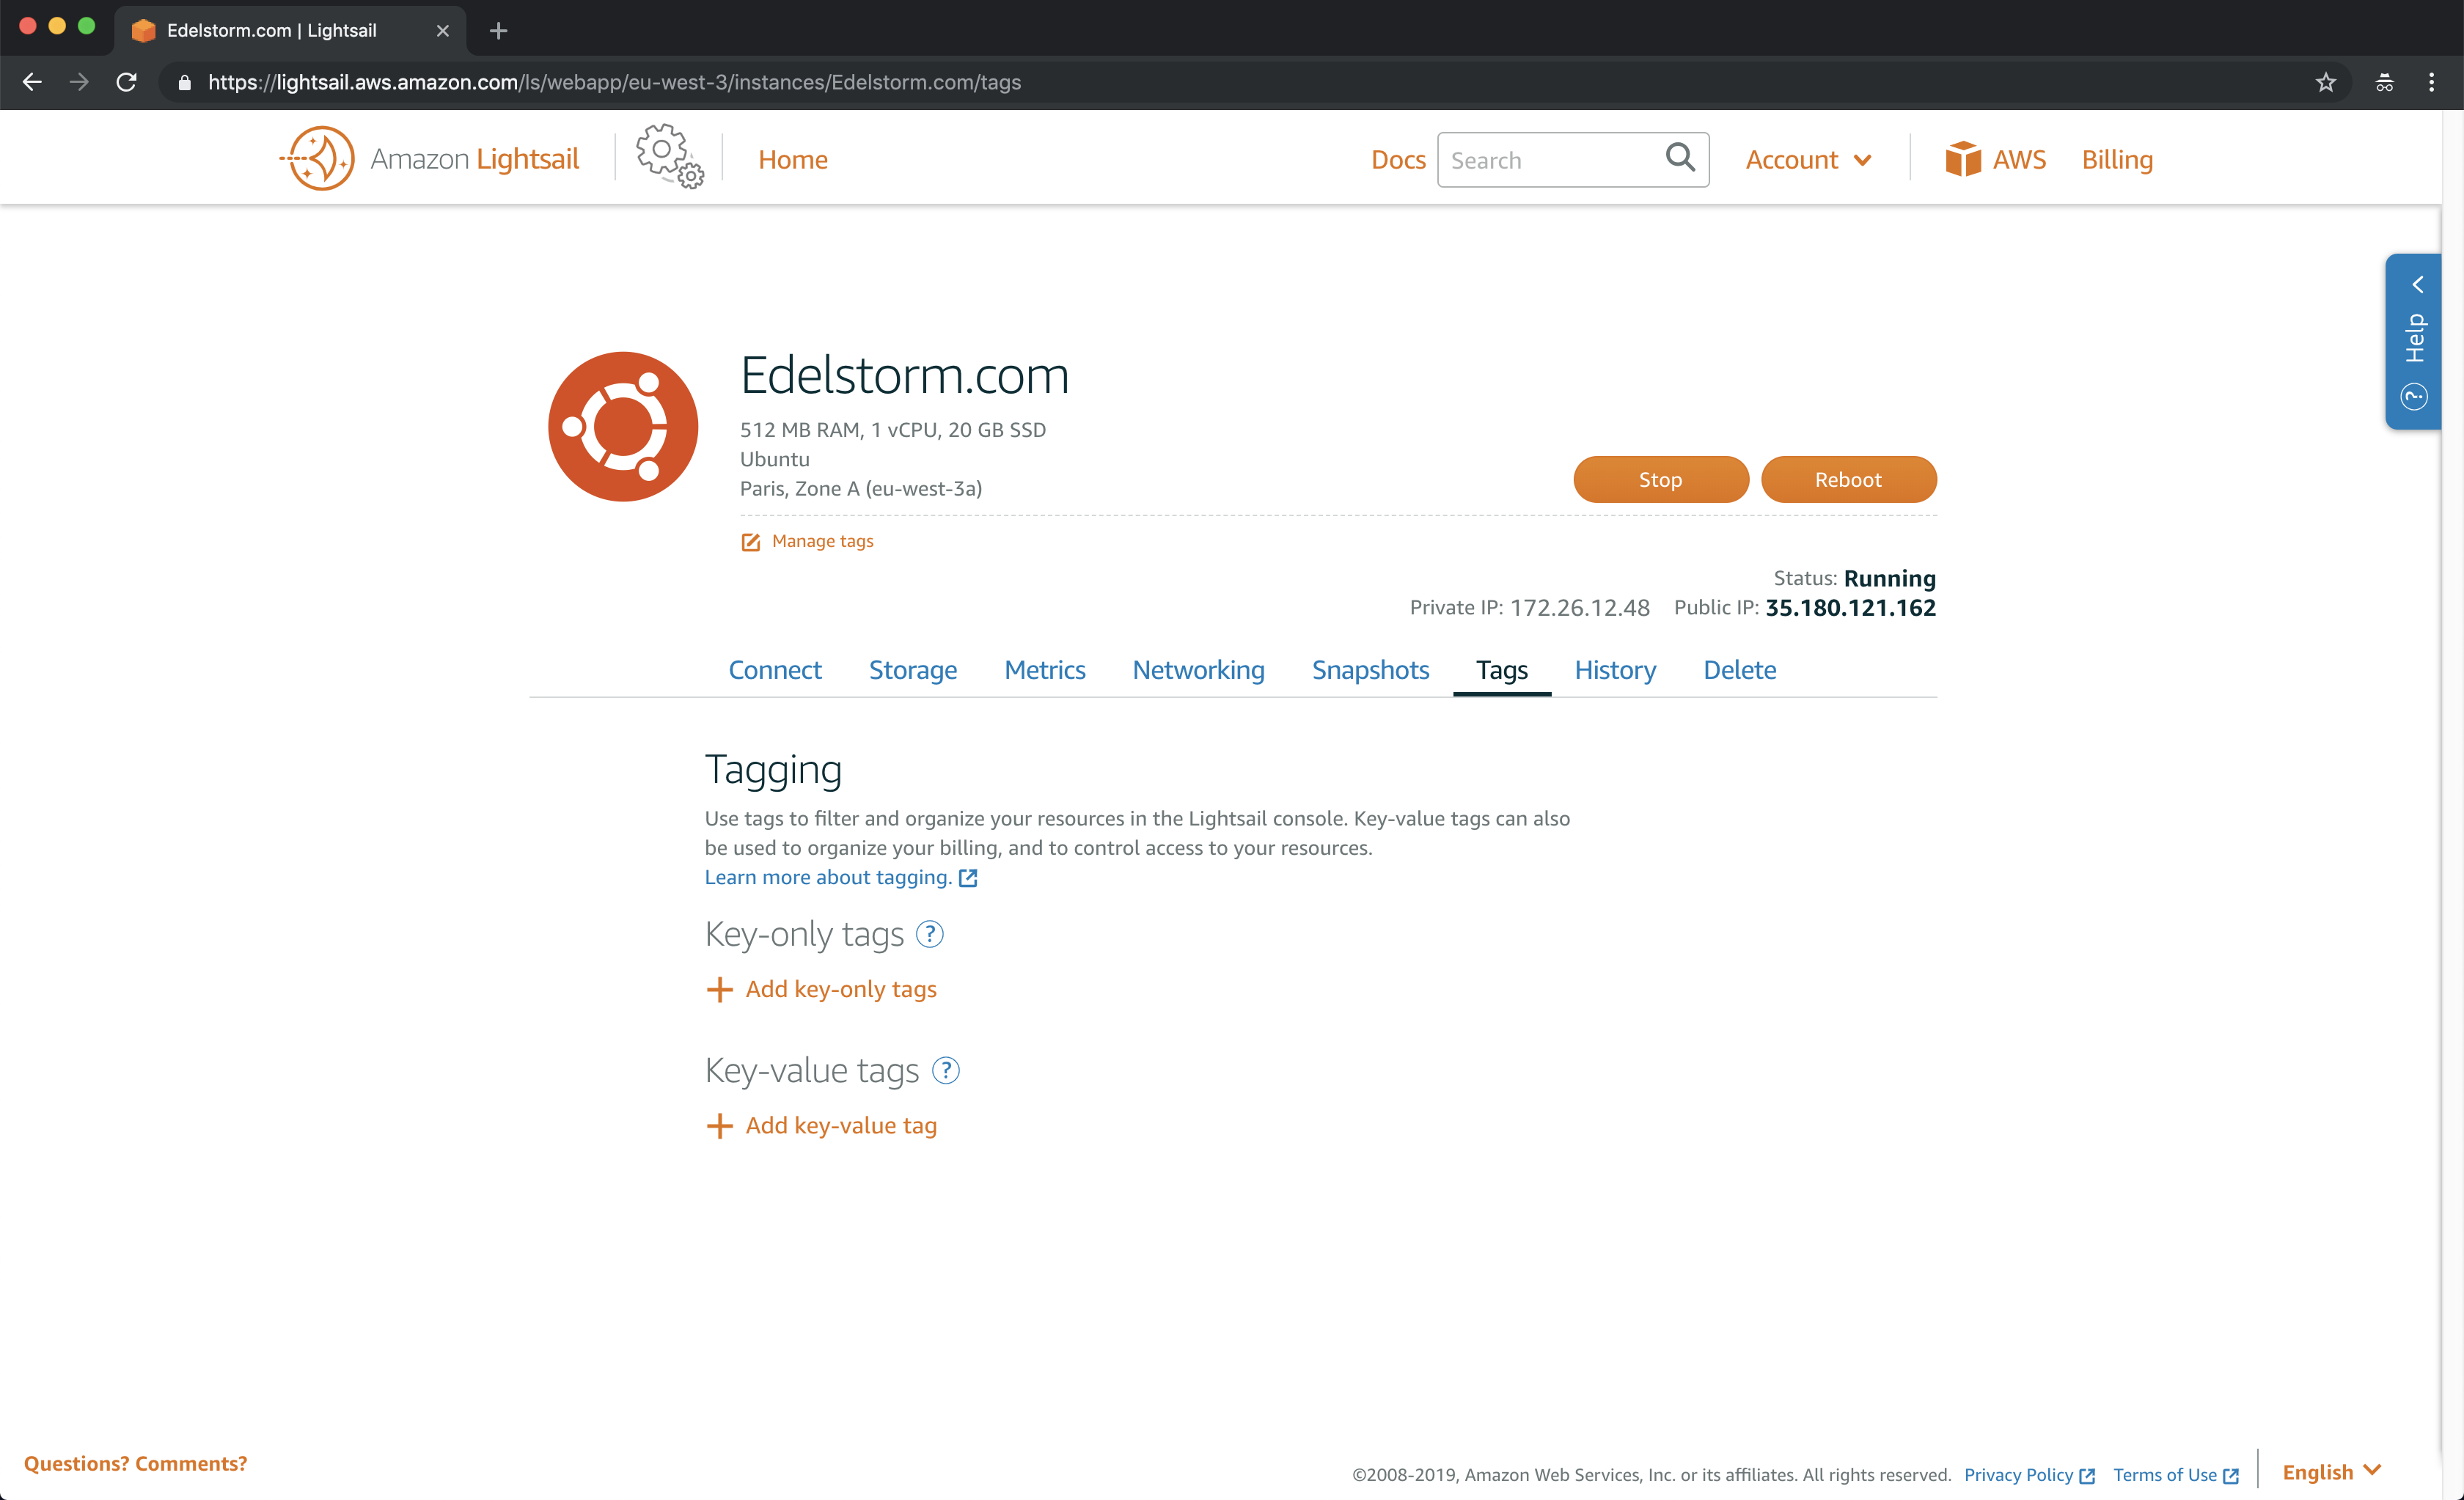 Edelstorm.com | Lightsail
https://lightsail.aws.amazon.com/ls/webapp/eu-west-3/instances/Edelstorm.com/tags
Amazon Lightsail
Home
Docs
Search
Account
AWS
Billing
Help
?
Edelstorm.com
512 MB RAM, 1 vCPU, 20 GB SSD
Ubuntu
Paris, Zone A (eu-west-3a)
Stop
Reboot
Manage tags
Status: Running
Private IP: 172.26.12.48 Public IP: 35.180.121.162
Connect Storage Metrics Networking Snapshots Tags History Delete
Tagging
Use tags to filter and organize your resources in the Lightsail console. Key-value tags can also
be used to organize your billing, and to control access to your resources.
Learn more about tagging.
Key-only tags ?
+ Add key-only tags
Key-value tags ?
+ Add key-value tag
Questions? Comments?
©2008-2019, Amazon Web Services, Inc. or its affiliates. All rights reserved. Privacy Policy Terms of Use
English